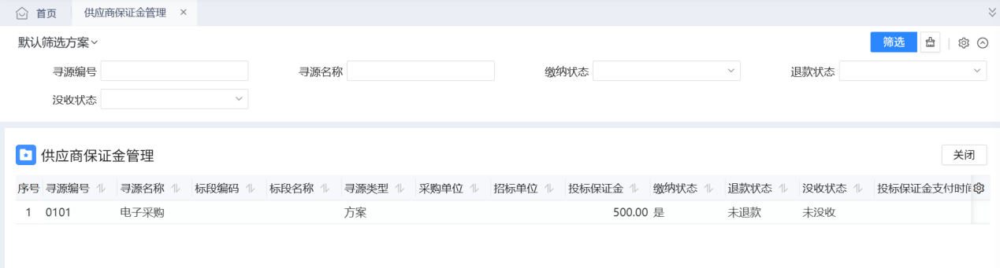 首页 供应商保证金管理
默认筛选方案 筛选
寻源编号 寻源名称 缴纳状态 退款状态
没收状态
供应商保证金管理 关闭
序号 寻源编号 寻源名称 标段编码 标段名称 寻源类型 采购单位 招标单位 投标保证金 缴纳状态 退款状态 没收状态 投标保证金支付时间
1 0101 电子采购 方案 500.00 是 未退款 未没收